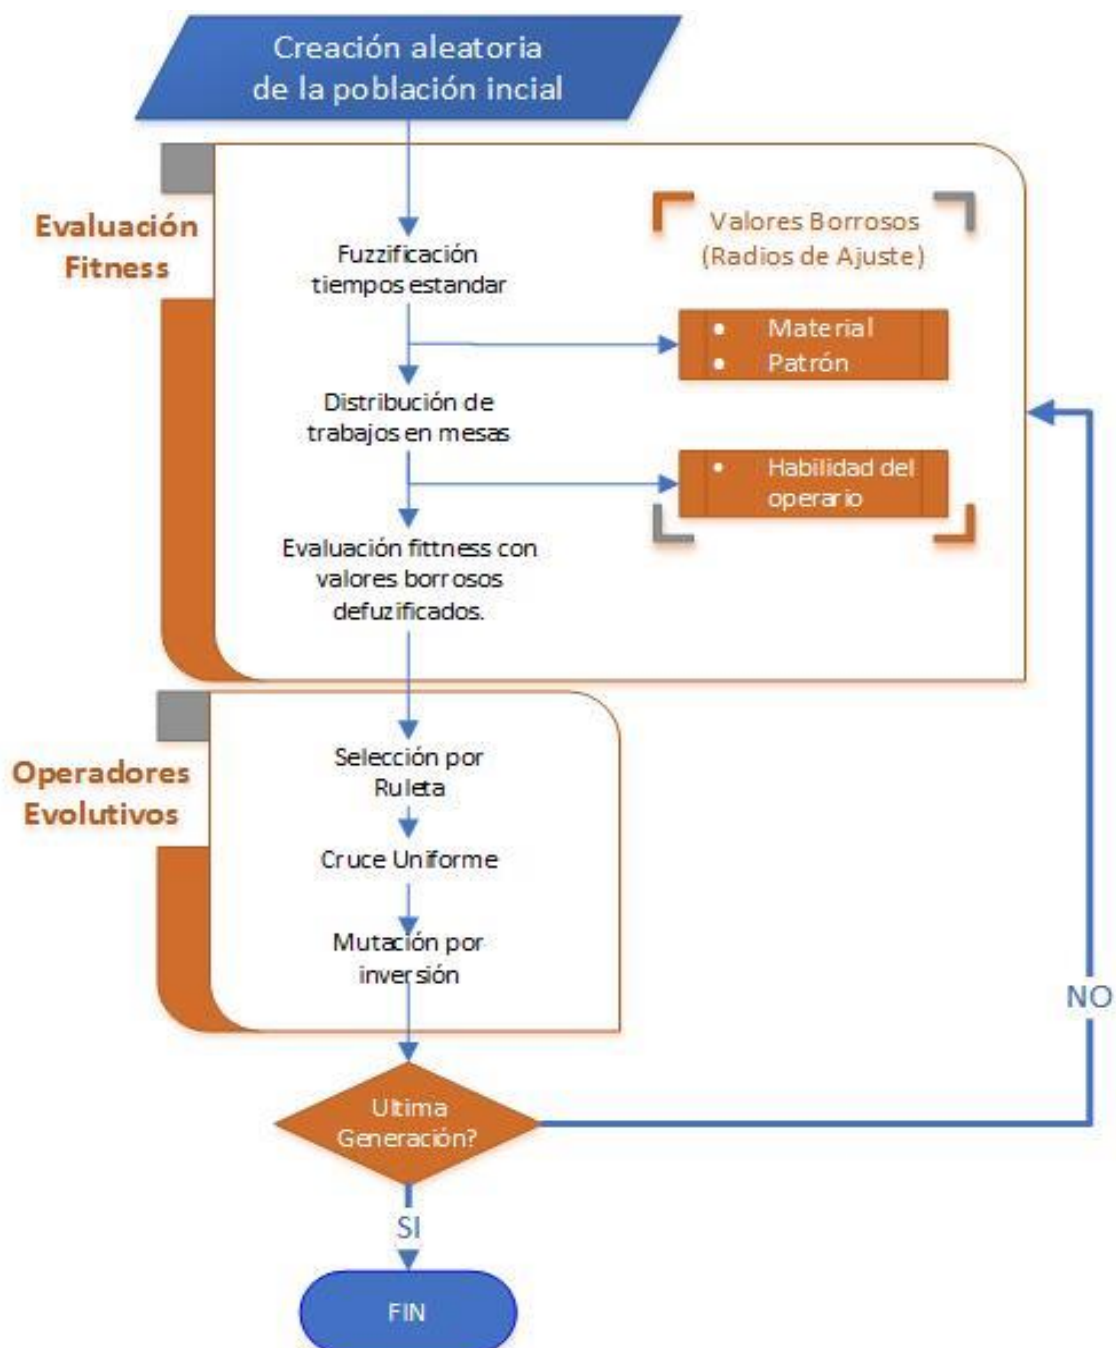 Creación aleatoria
de la población incial
Evaluación
Fitness
Fuzzificación
tiempos estandar
Valores Borrosos
(Radios de Ajuste)
• Material
• Patrón
Distribución de
trabajos en mesas
• Habilidad del
operario
Evaluación fittness con
valores borrosos
defuzificados.
Operadores
Evolutivos
Selección por
Ruleta
Cruce Uniforme
Mutación por
inversión
Ultima
Generación?
NO
SI
FIN